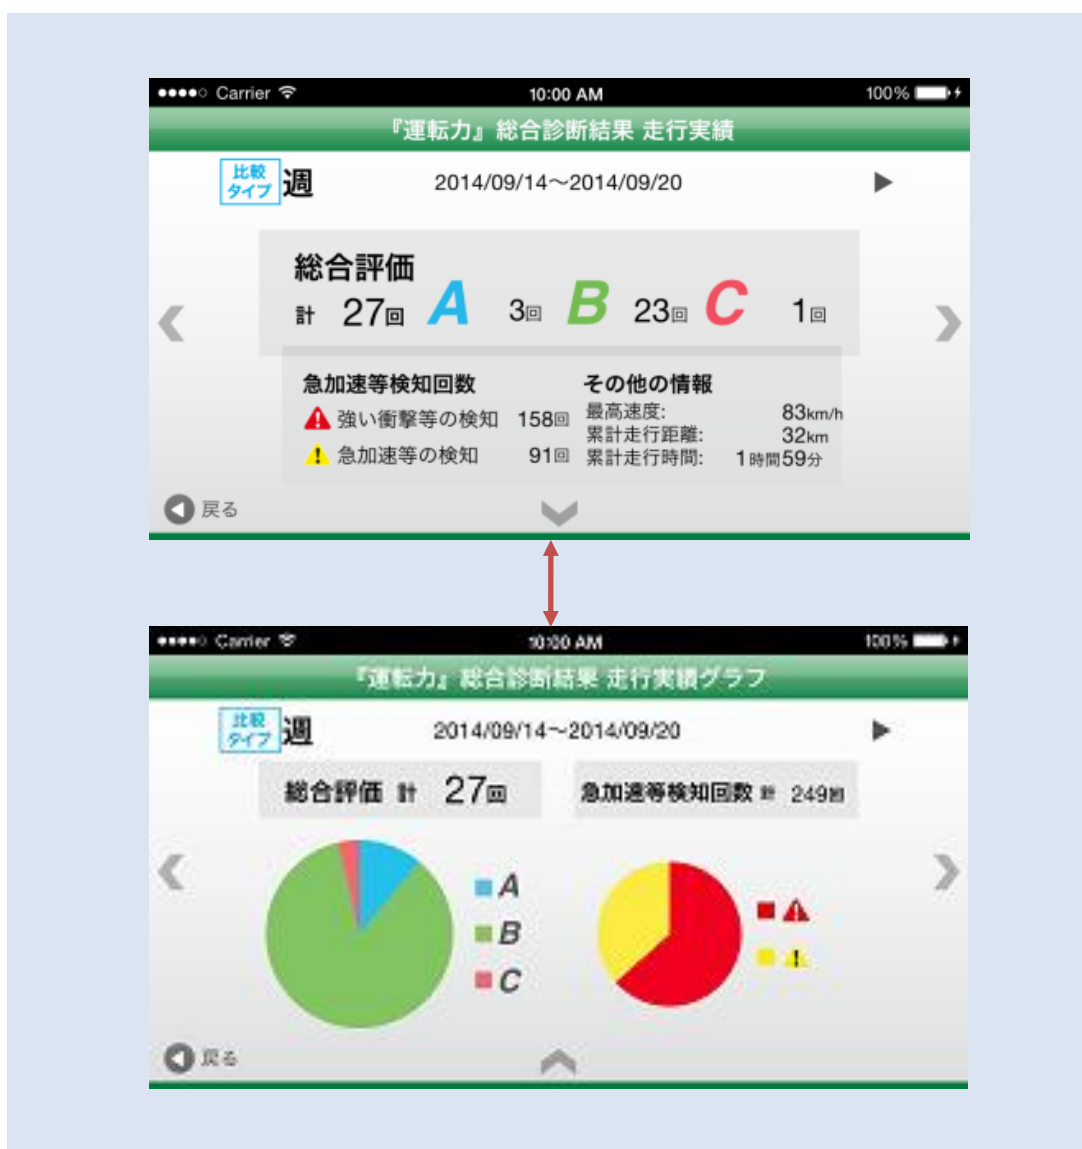 Carrier 10:00 AM 100%
『運転力』総合診断結果 走行実績
比較
タイプ 週 2014/09/14～2014/09/20
総合評価
計 27回 A 3回 B 23回 C 1回
急加速等検知回数
強い衝撃等の検知 158回
急加速等の検知 91回
その他の情報
最高速度: 83km/h
累計走行距離: 32km
累計走行時間: 1時間59分
戻る
Carrier 10:00 AM 100%
『運転力』総合診断結果 走行実績グラフ
比較
タイプ 週 2014/09/14～2014/09/20
総合評価 計 27回
急加速等検知回数 計 249回
A
B
C
戻る